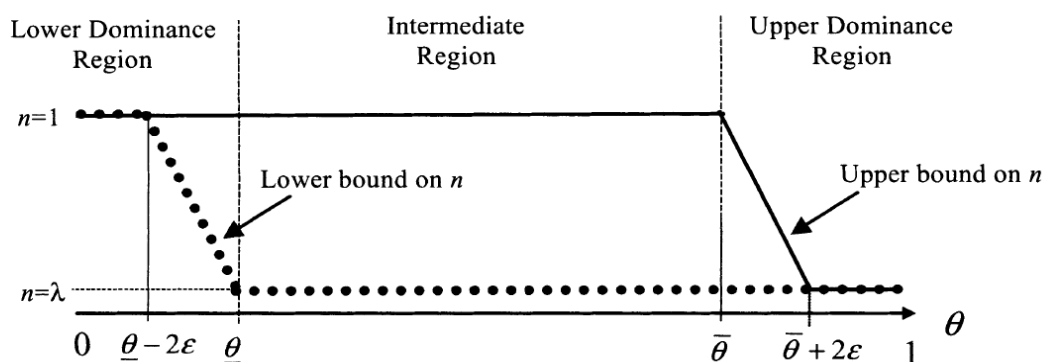 Lower Dominance
Region
Intermediate
Region
Upper Dominance
Region
n=1
Lower bound on n
Upper bound on n
n=λ
0
θ̲ – 2ε
θ̲
θ̅
θ̅ + 2ε
1
θ